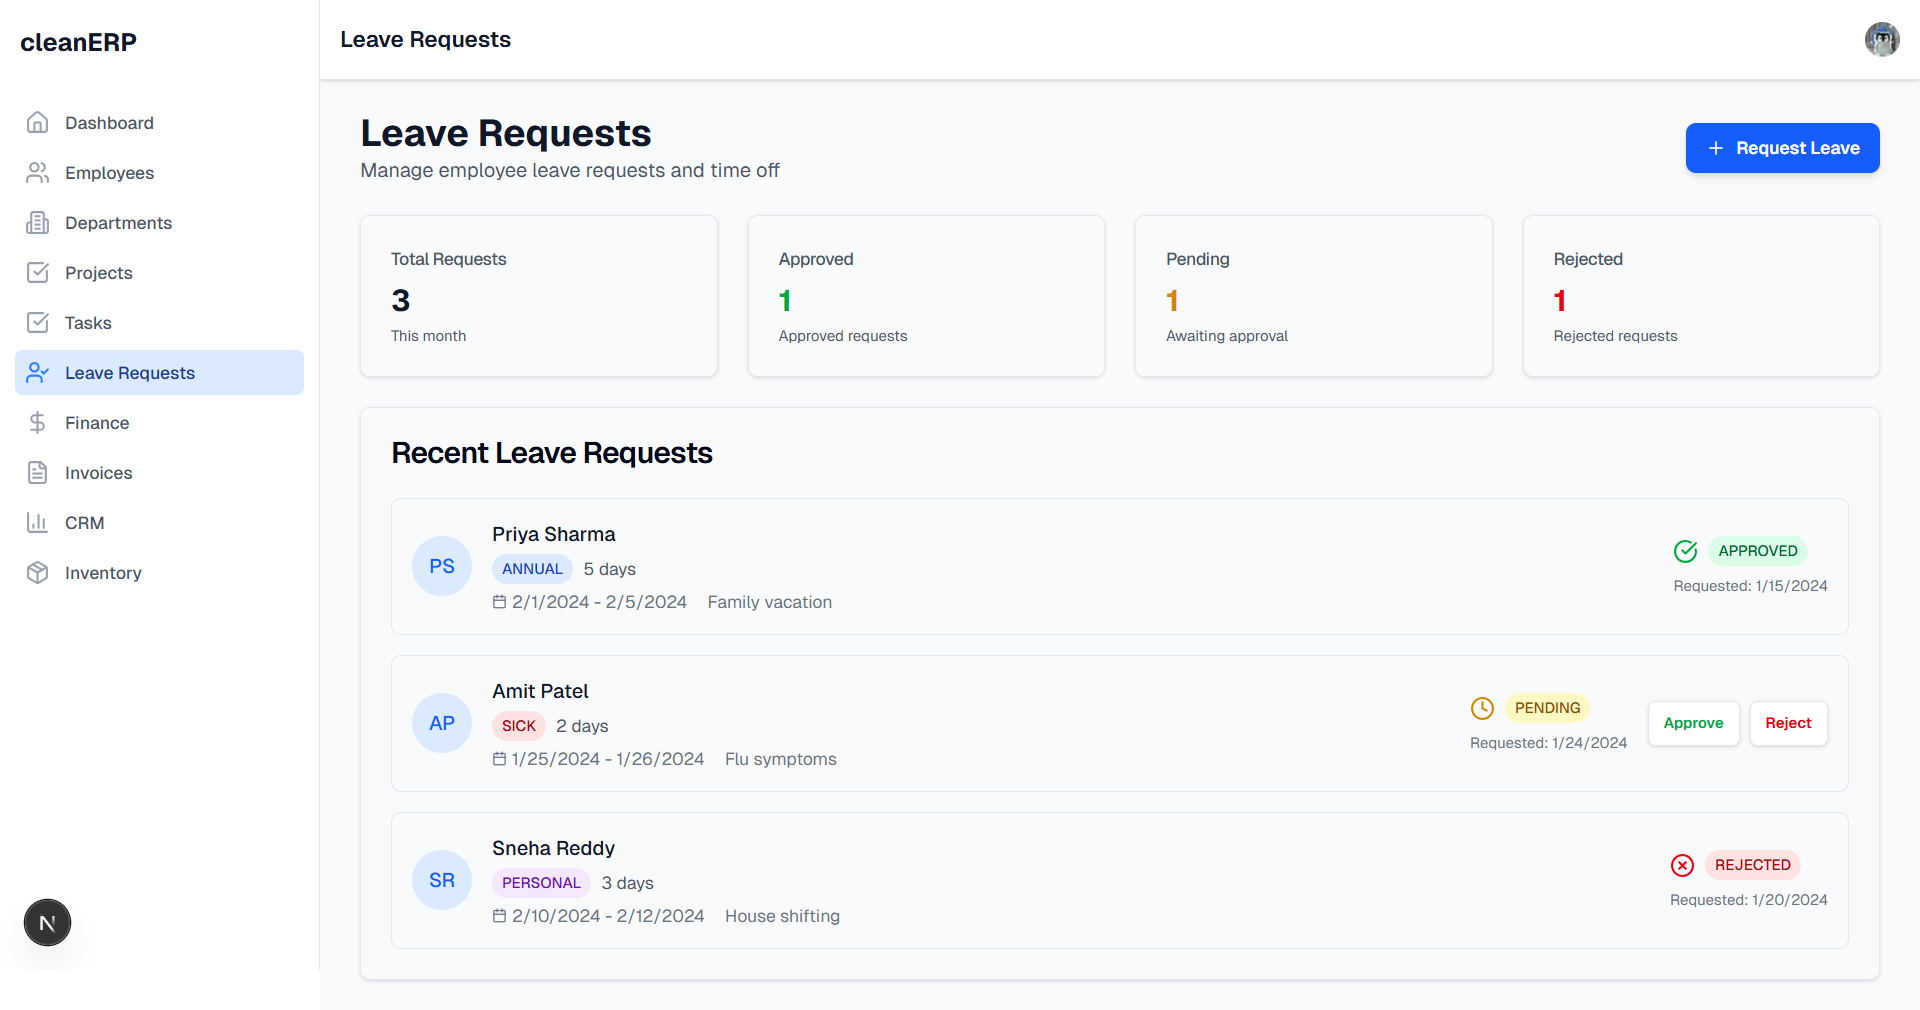 cleanERP
Dashboard
Employees
Departments
Projects
Tasks
Leave Requests
Finance
Invoices
CRM
Inventory
N
Leave Requests
Leave Requests
Manage employee leave requests and time off
Request Leave
Total Requests
3
This month
Approved
1
Approved requests
Pending
1
Awaiting approval
Rejected
1
Rejected requests
Recent Leave Requests
PS
Priya Sharma
ANNUAL 5 days
2/1/2024 - 2/5/2024 Family vacation
APPROVED
Requested: 1/15/2024
AP
Amit Patel
SICK 2 days
1/25/2024 - 1/26/2024 Flu symptoms
PENDING
Requested: 1/24/2024
Approve Reject
SR
Sneha Reddy
PERSONAL 3 days
2/10/2024 - 2/12/2024 House shifting
REJECTED
Requested: 1/20/2024